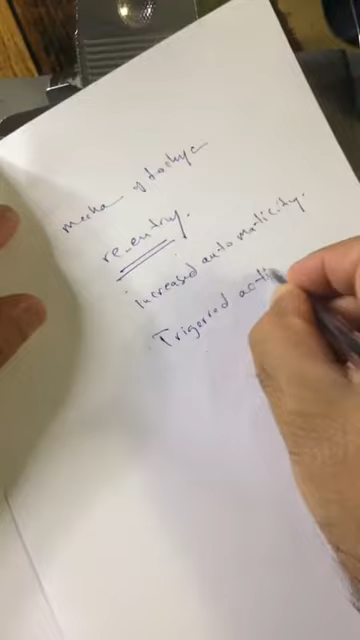 mecha of tachyc
re-entry.
increased automaticity.
Trigerred acti